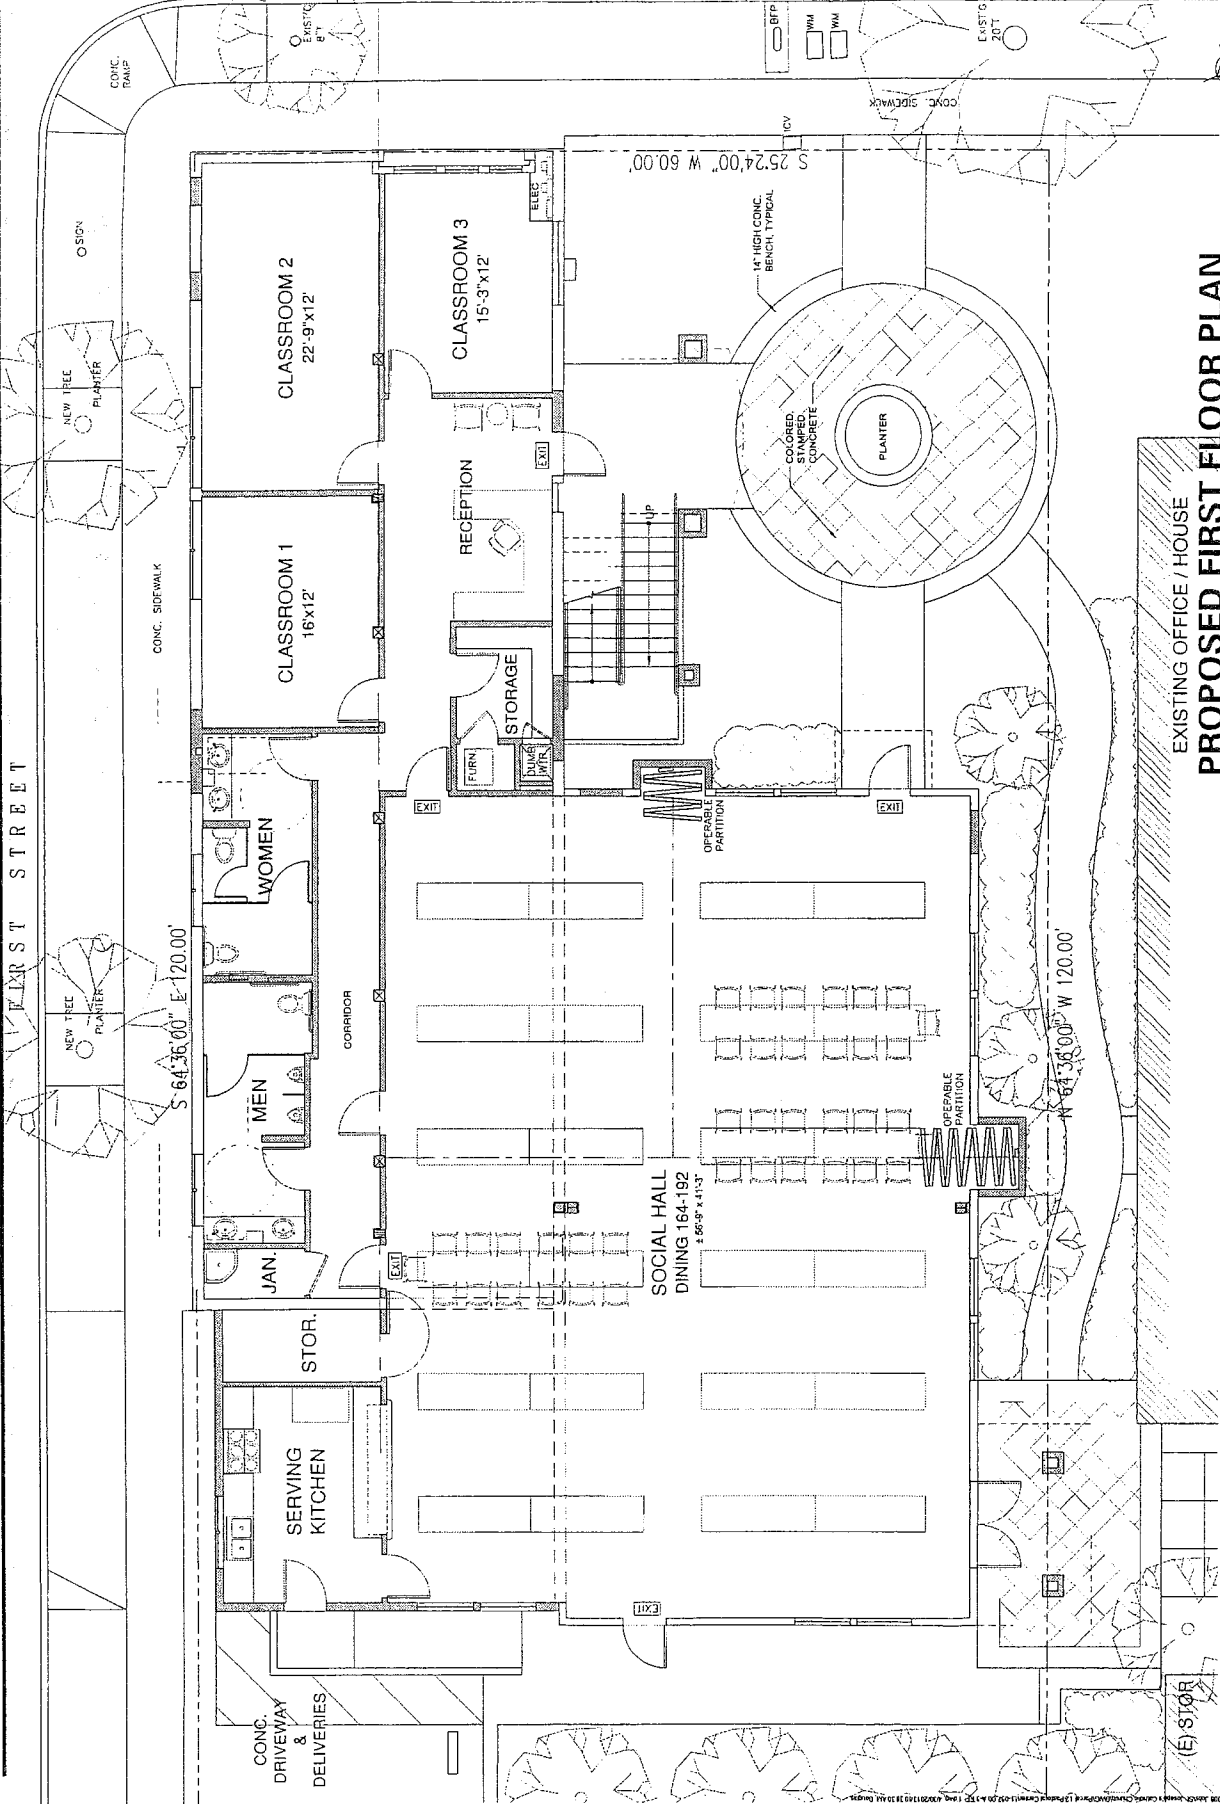 FIRST STREET
CONC. RAMP
EXIST'G
8"T
BFP
WM
WM
EXIST'G
20"T
CONC. SIDEWALK
ICV
S 25°24'00" W 60.00'
SIGN
NEW TREE
PLANTER
CONC. SIDEWALK
NEW TREE
PLANTER
S 64°36'00" E 120.00'
CLASSROOM 2
22'-9"x12'
CLASSROOM 3
15'-3"x12'
ELEC
CLASSROOM 1
16'x12'
RECEPTION
EXIT
14" HIGH CONC.
BENCH, TYPICAL
COLORED,
STAMPED,
CONCRETE
PLANTER
UP
STORAGE
FURN.
DUMB
WTR.
WOMEN
MEN
CORRIDOR
JAN.
STOR.
SERVING
KITCHEN
EXIT
EXIT
EXIT
EXIT
OPERABLE
PARTITION
OPERABLE
PARTITION
SOCIAL HALL
DINING 164-192
± 56'-9" x 41'-3"
N 64°36'00" W 120.00'
CONC.
DRIVEWAY
&
DELIVERIES
(E) STOR
EXISTING OFFICE / HOUSE
PROPOSED FIRST FLOOR PLAN